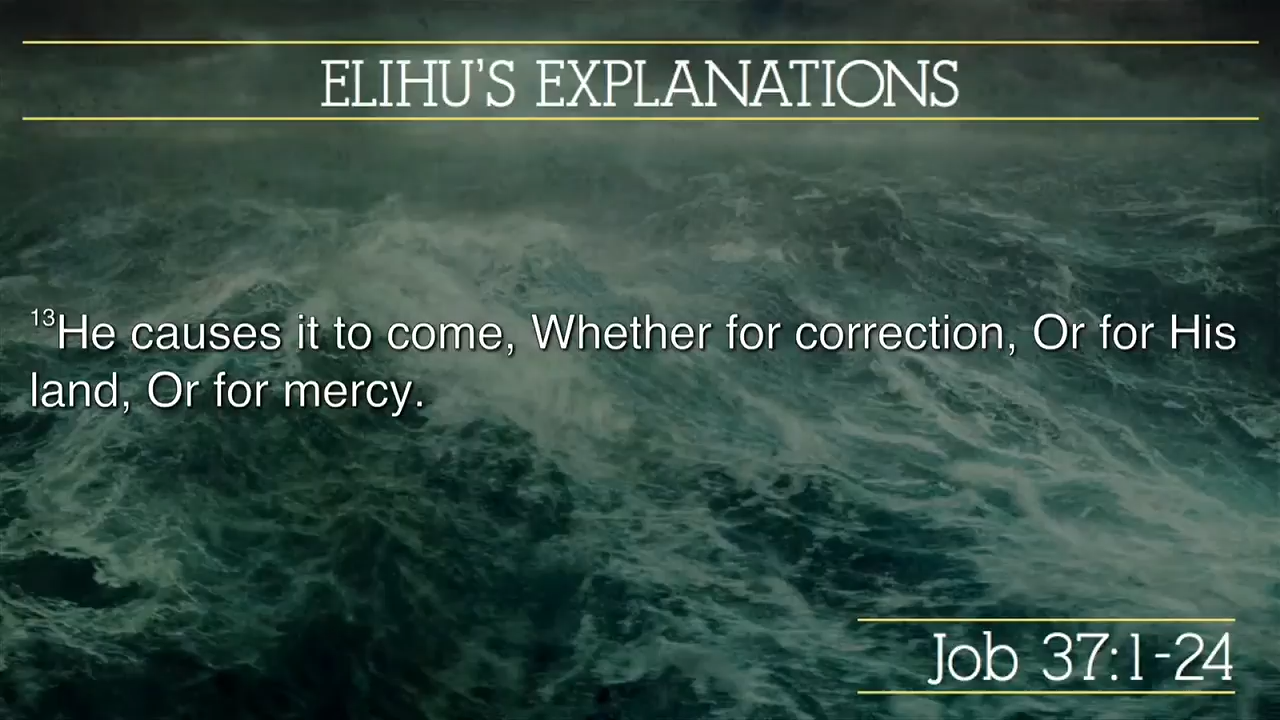 ELIHU'S EXPLANATIONS
13He causes it to come, Whether for correction, Or for His
land, Or for mercy.
Job 37:1-24